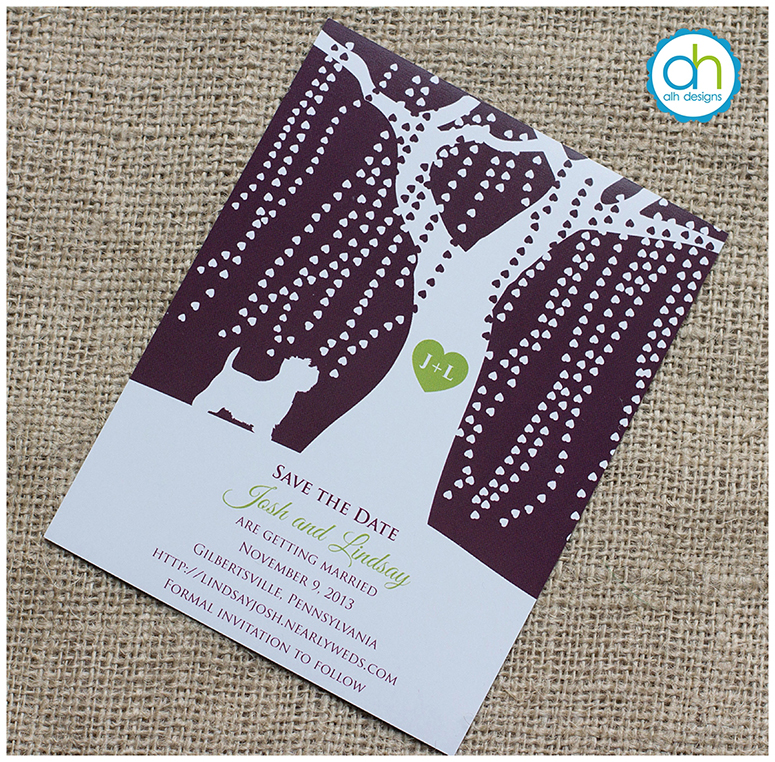 ah
alh designs
J+L
Save the Date
Josh and Lindsay
are getting married
November 9, 2013
Gilbertsville, Pennsylvania
http://lindsayjosh.nearlyweds.com
Formal invitation to follow